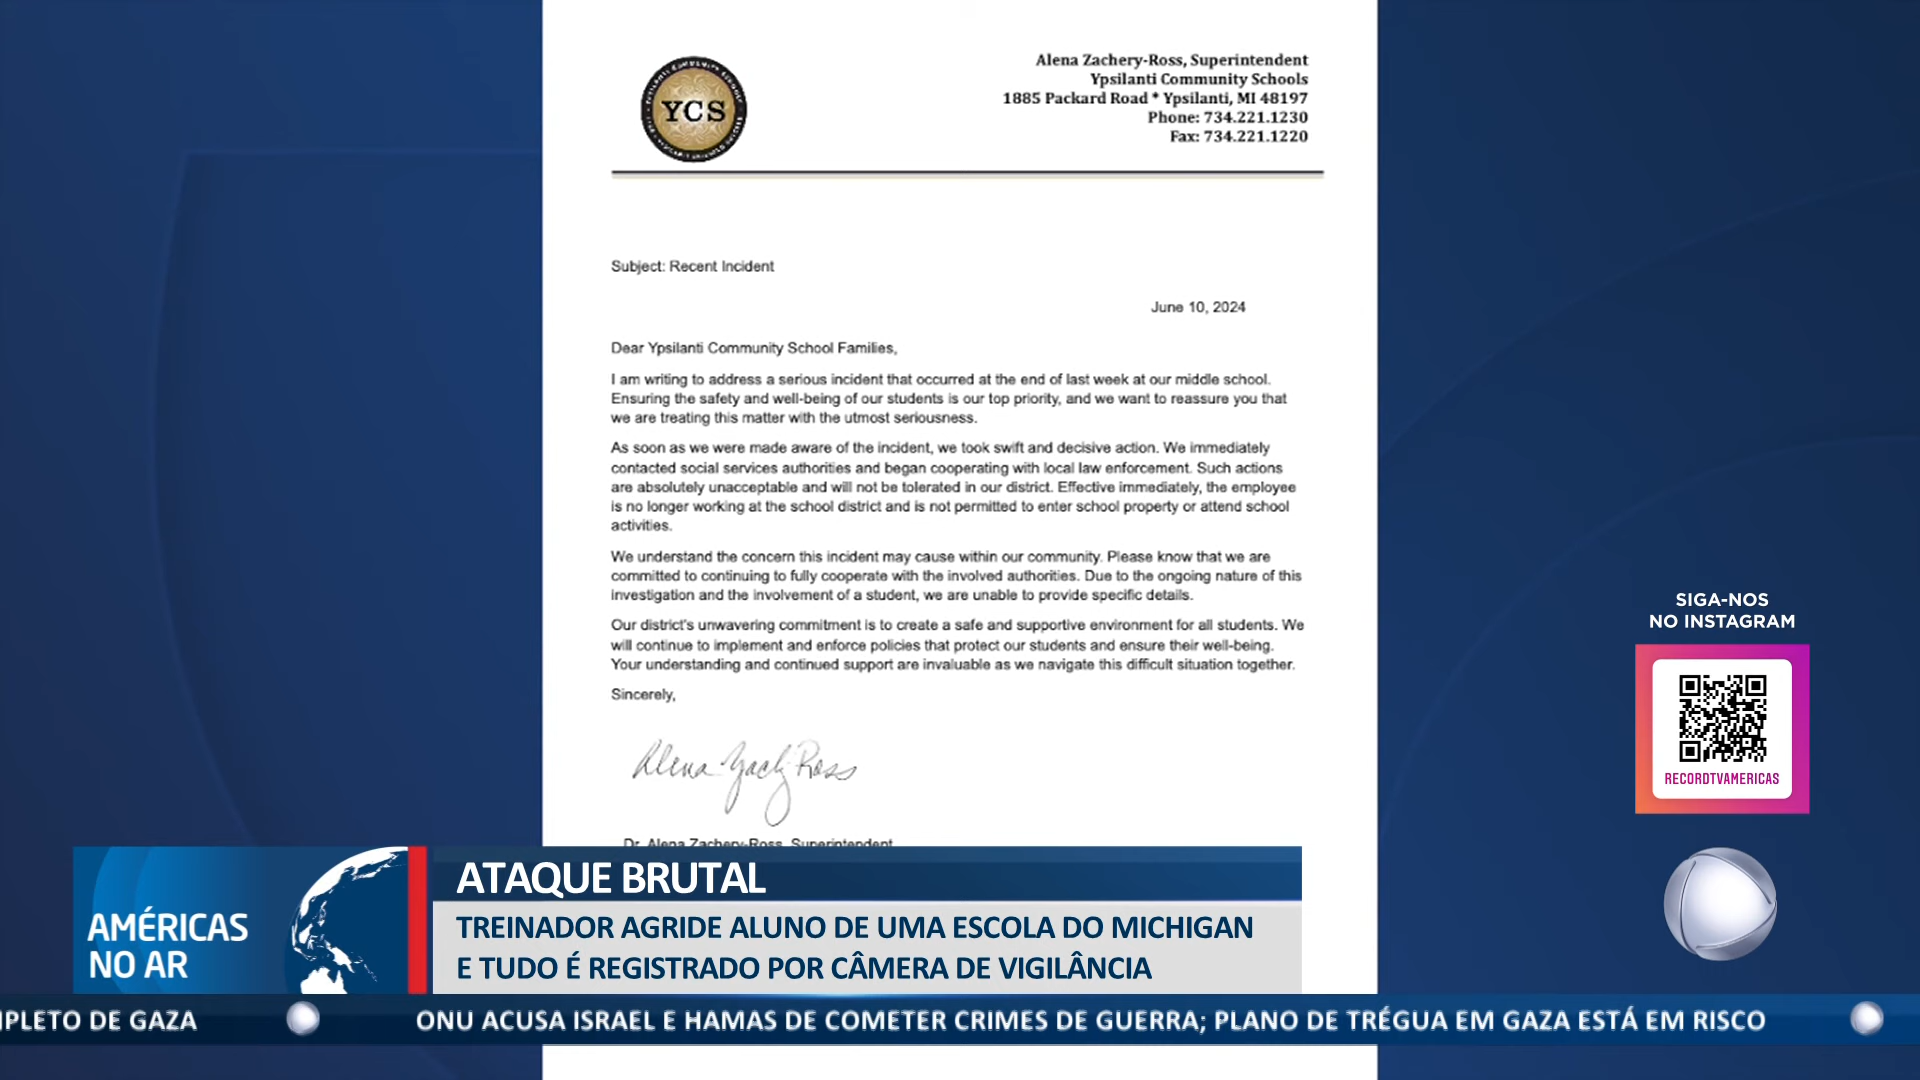 YCS
Alena Zachery-Ross, Superintendent
Ypsilanti Community Schools
1885 Packard Road * Ypsilanti, MI 48197
Phone: 734.221.1230
Fax: 734.221.1220
Subject: Recent Incident
June 10, 2024
Dear Ypsilanti Community School Families,
I am writing to address a serious incident that occurred at the end of last week at our middle school.
Ensuring the safety and well-being of our students is our top priority, and we want to reassure you that
we are treating this matter with the utmost seriousness.
As soon as we were made aware of the incident, we took swift and decisive action. We immediately
contacted social services authorities and began cooperating with local law enforcement. Such actions
are absolutely unacceptable and will not be tolerated in our district. Effective immediately, the employee
is no longer working at the school district and is not permitted to enter school property or attend school
activities.
We understand the concern this incident may cause within our community. Please know that we are
committed to continuing to fully cooperate with the involved authorities. Due to the ongoing nature of this
investigation and the involvement of a student, we are unable to provide specific details.
Our district's unwavering commitment is to create a safe and supportive environment for all students. We
will continue to implement and enforce policies that protect our students and ensure their well-being.
Your understanding and continued support are invaluable as we navigate this difficult situation together.
Sincerely,
Dr. Alena Zachery-Ross, Superintendent
SIGA-NOS
NO INSTAGRAM
RECORDTVAMERICAS
AMÉRICAS
NO AR
ATAQUE BRUTAL
TREINADOR AGRIDE ALUNO DE UMA ESCOLA DO MICHIGAN
E TUDO É REGISTRADO POR CÂMERA DE VIGILÂNCIA
MPLETO DE GAZA
ONU ACUSA ISRAEL E HAMAS DE COMETER CRIMES DE GUERRA; PLANO DE TRÉGUA EM GAZA ESTÁ EM RISCO